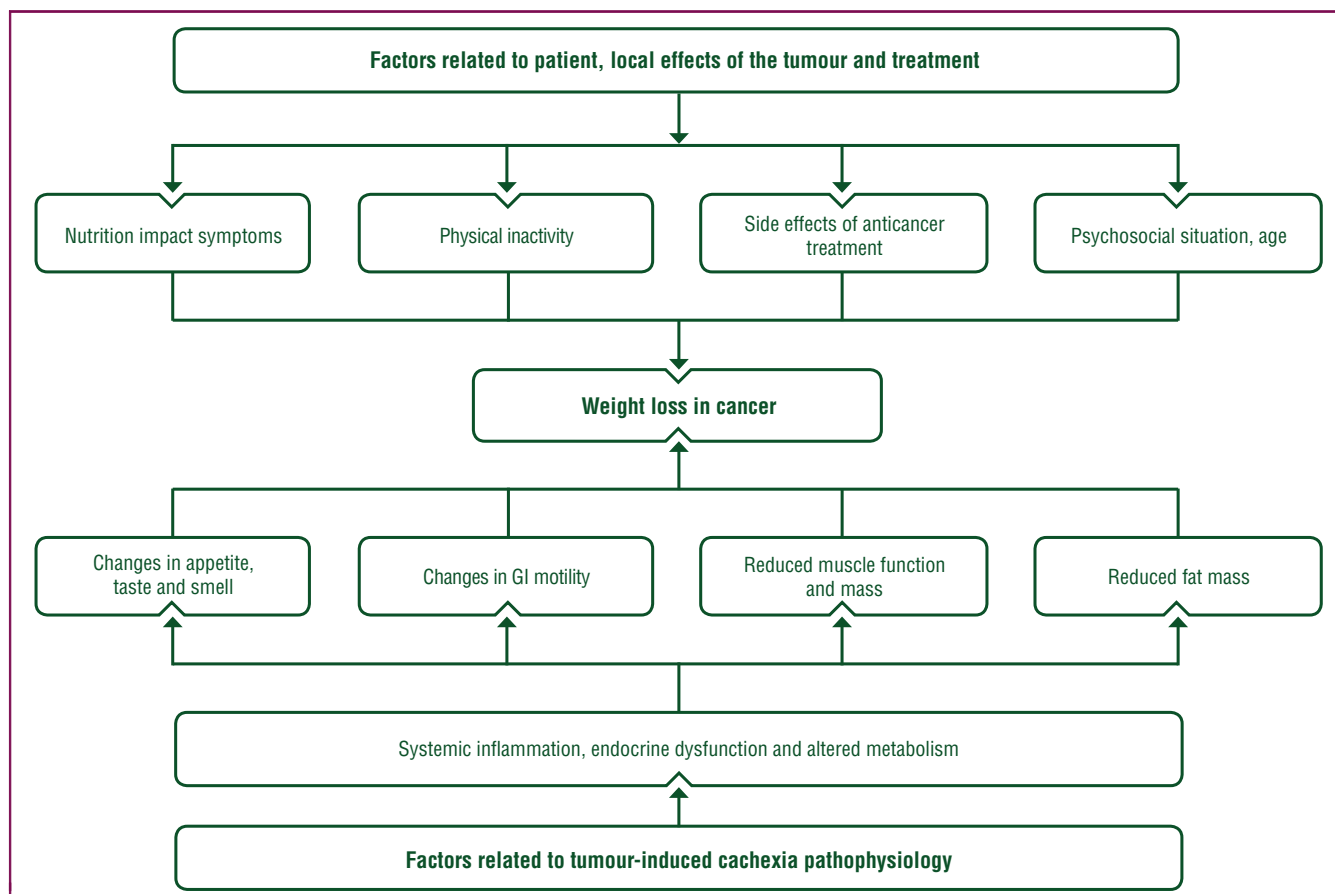 Factors related to patient, local effects of the tumour and treatment
Nutrition impact symptoms
Physical inactivity
Side effects of anticancer
treatment
Psychosocial situation, age
Weight loss in cancer
Changes in appetite,
taste and smell
Changes in GI motility
Reduced muscle function
and mass
Reduced fat mass
Systemic inflammation, endocrine dysfunction and altered metabolism
Factors related to tumour-induced cachexia pathophysiology